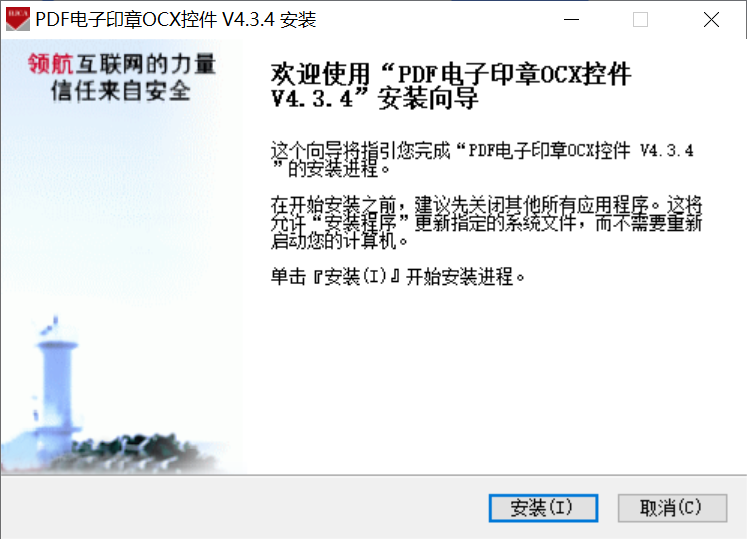 PDF电子印章OCX控件 V4.3.4 安装
领航互联网的力量
信任来自安全
欢迎使用“PDF电子印章OCX控件
V4.3.4”安装向导
这个向导将指引您完成“PDF电子印章OCX控件 V4.3.4
”的安装进程。
在开始安装之前，建议先关闭其他所有应用程序。这将
允许“安装程序”更新指定的系统文件，而不需要重新
启动您的计算机。
单击『安装(I)』开始安装进程。
安装(I)
取消(C)